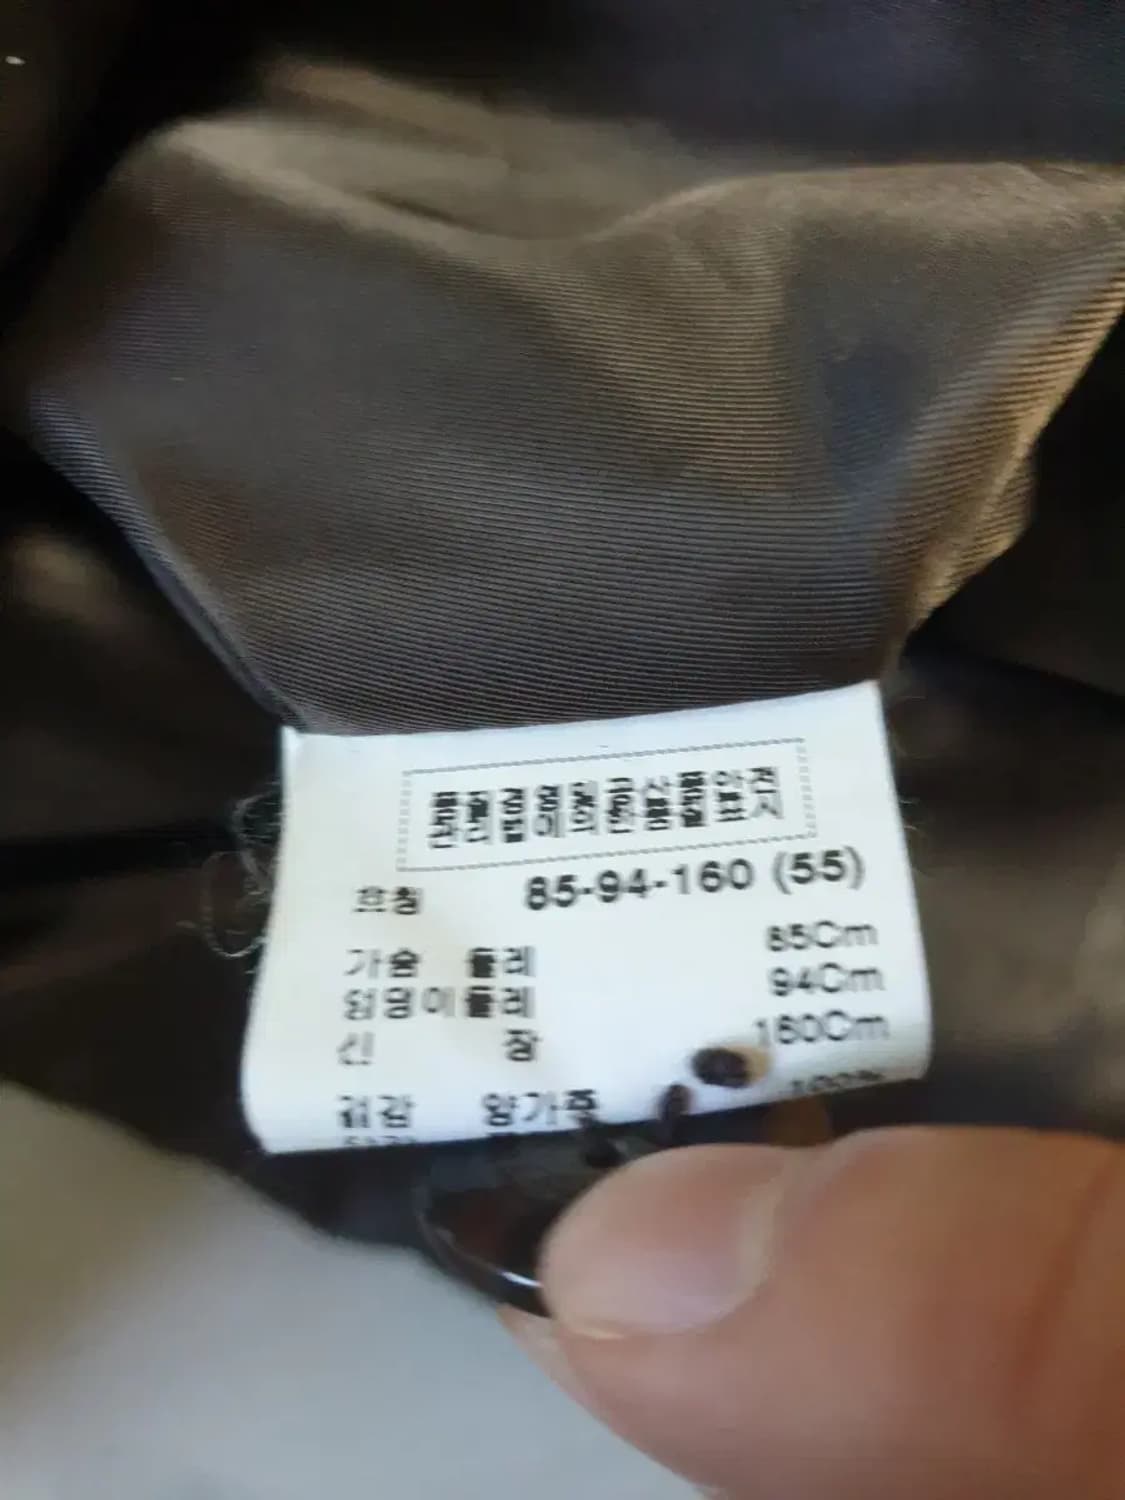 품질경영 및 공산품안전
관리법에 의한 품질표시
호칭 85-94-160 (55)
가슴 둘레 85Cm
엉덩이둘레 94Cm
신 장 160Cm
겉감 양가죽 100%